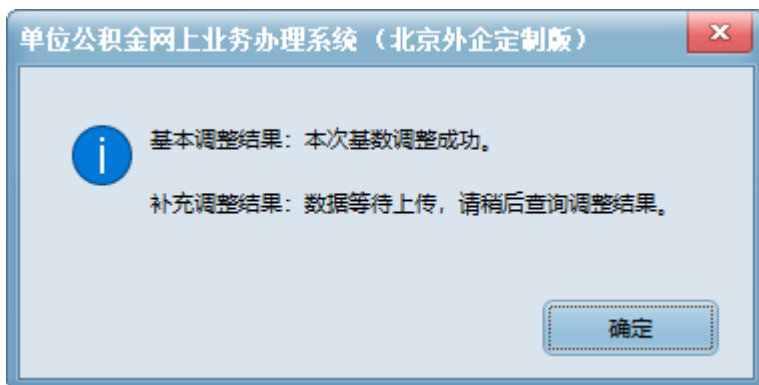 单位公积金网上业务办理系统（北京外企定制版）
基本调整结果：本次基数调整成功。
补充调整结果：数据等待上传，请稍后查询调整结果。
确定